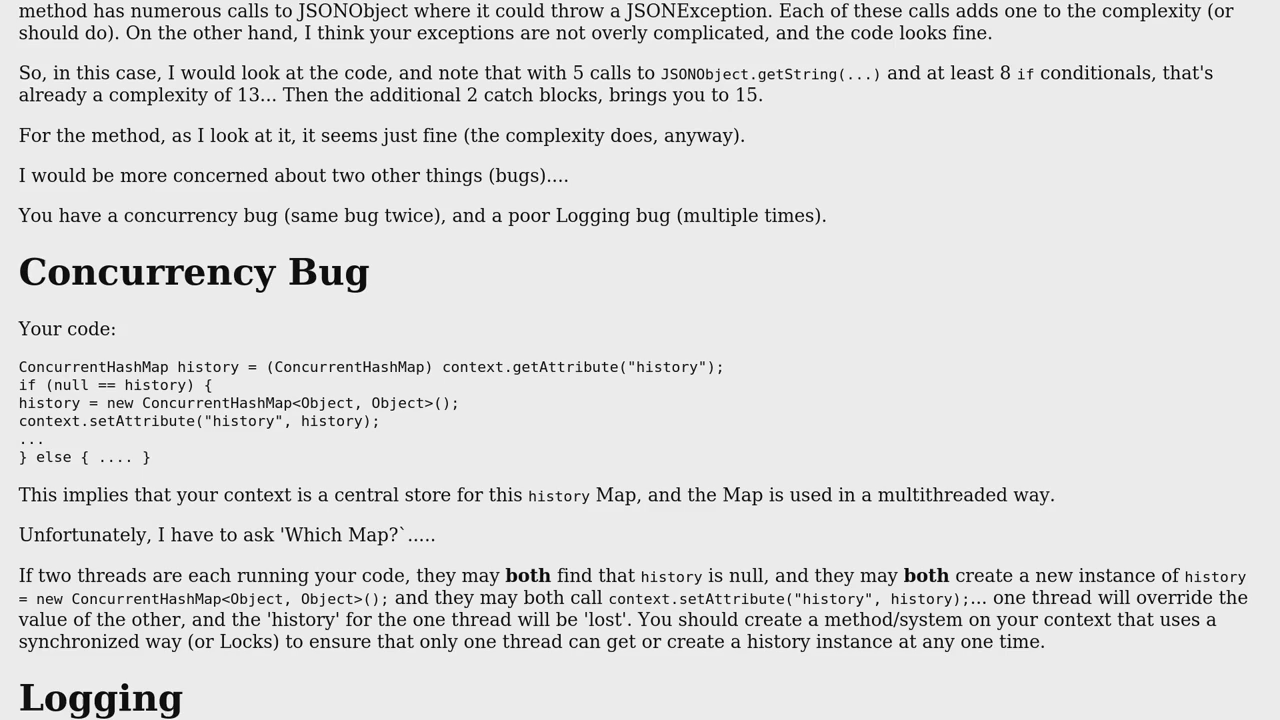 method has numerous calls to JSONObject where it could throw a JSONException. Each of these calls adds one to the complexity (or
should do). On the other hand, I think your exceptions are not overly complicated, and the code looks fine.
So, in this case, I would look at the code, and note that with 5 calls to JSONObject.getString(...) and at least 8 if conditionals, that's
already a complexity of 13... Then the additional 2 catch blocks, brings you to 15.
For the method, as I look at it, it seems just fine (the complexity does, anyway).
I would be more concerned about two other things (bugs)....
You have a concurrency bug (same bug twice), and a poor Logging bug (multiple times).
Concurrency Bug
Your code:
ConcurrentHashMap history = (ConcurrentHashMap) context.getAttribute("history");
if (null == history) {
history = new ConcurrentHashMap<Object, Object>();
context.setAttribute("history", history);
...
} else { .... }
This implies that your context is a central store for this history Map, and the Map is used in a multithreaded way.
Unfortunately, I have to ask 'Which Map?`.....
If two threads are each running your code, they may both find that history is null, and they may both create a new instance of history
= new ConcurrentHashMap<Object, Object>(); and they may both call context.setAttribute("history", history);... one thread will override the
value of the other, and the 'history' for the one thread will be 'lost'. You should create a method/system on your context that uses a
synchronized way (or Locks) to ensure that only one thread can get or create a history instance at any one time.
Logging